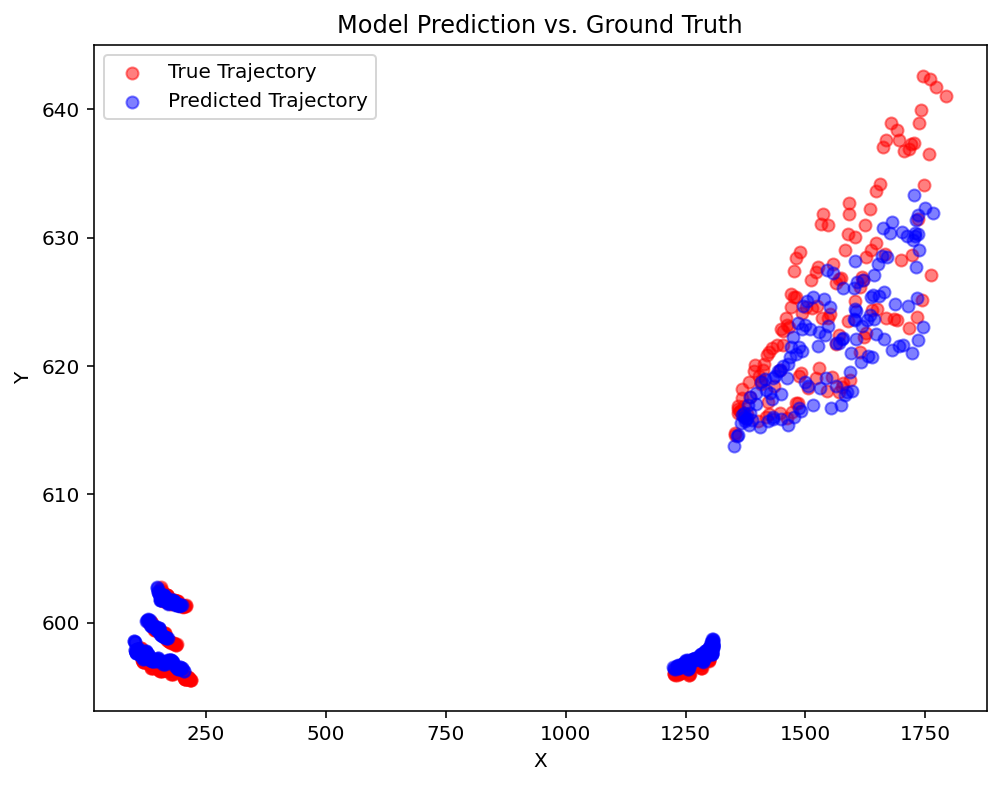 Model Prediction vs. Ground Truth
True Trajectory
Predicted Trajectory
640
630
620
610
600
Y
250 500 750 1000 1250 1500 1750
X